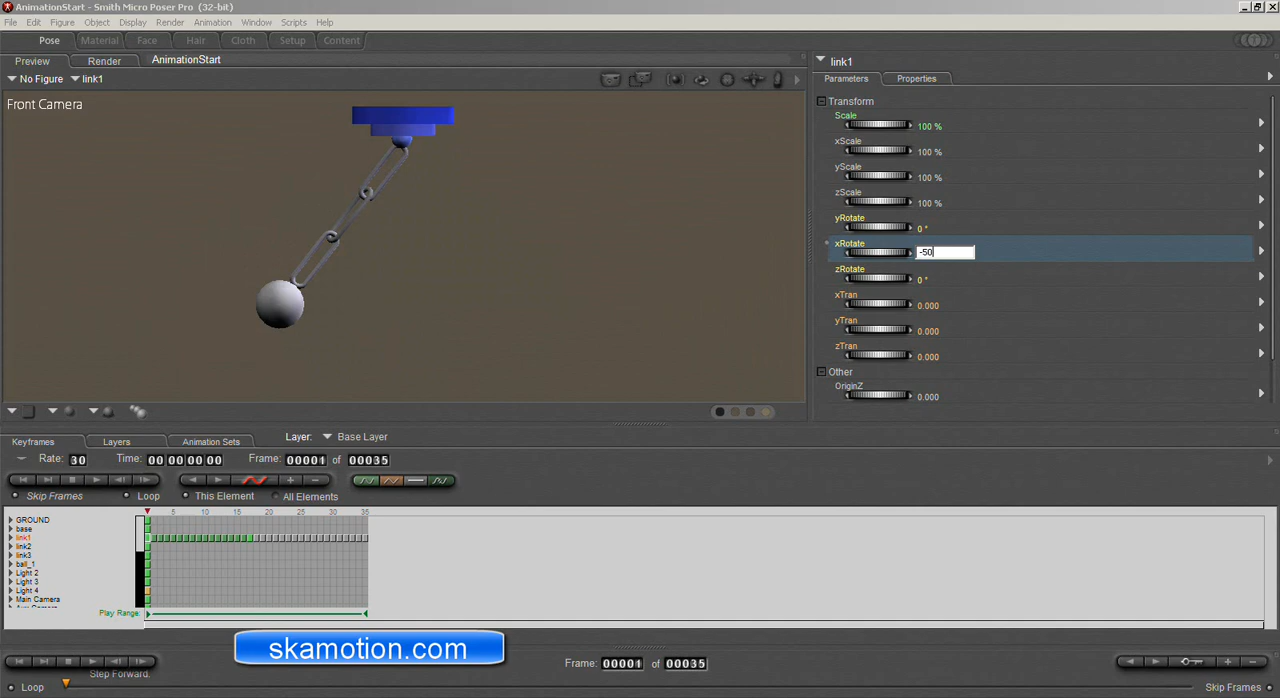 AnimationStart - Smith Micro Poser Pro (32-bit)
File Edit Figure Object Display Render Animation Window Scripts Help
Pose Material Face Hair Cloth Setup Content
Preview Render AnimationStart
No Figure link1
Front Camera
link1
Parameters Properties
Transform
Scale
100 %
xScale
100 %
yScale
100 %
zScale
100 %
yRotate
0 °
xRotate
-50
zRotate
0 °
xTran
0.000
yTran
0.000
zTran
0.000
Other
OriginZ
0.000
Keyframes Layers Animation Sets Layer: Base Layer
Rate: 30 Time: 00 00 00 00 Frame: 00001 of 00035
Skip Frames Loop This Element All Elements
5 10 15 20 25 30 35
GROUND
base
link1
link2
link3
ball_1
Light 2
Light 3
Light 4
Main Camera
Play Range:
skamotion.com
Frame: 00001 of 00035
Step Forward.
Loop Skip Frames